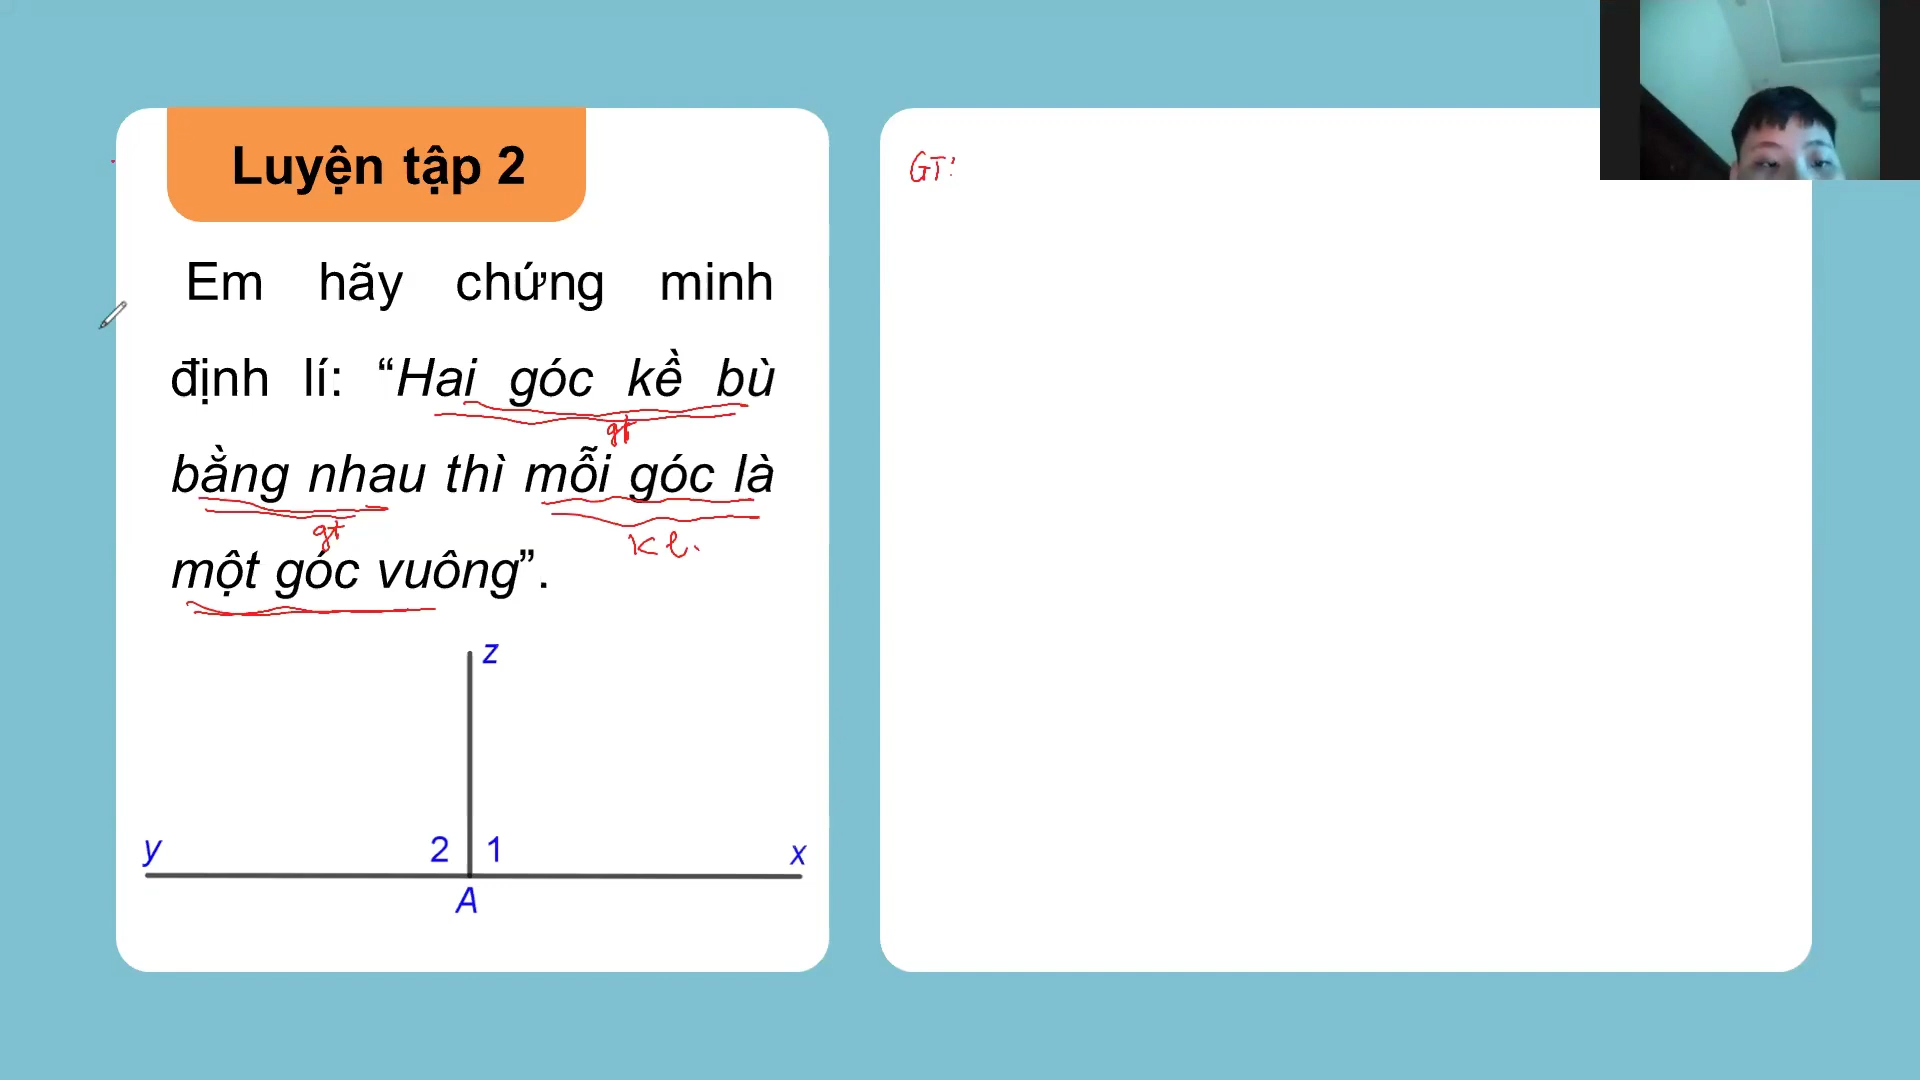 Luyện tập 2
GT:
Em hãy chứng minh
định lí: “Hai góc kề bù
gt
bằng nhau thì mỗi góc là
gt
kl.
một góc vuông”.
z
y 2 1 x
A